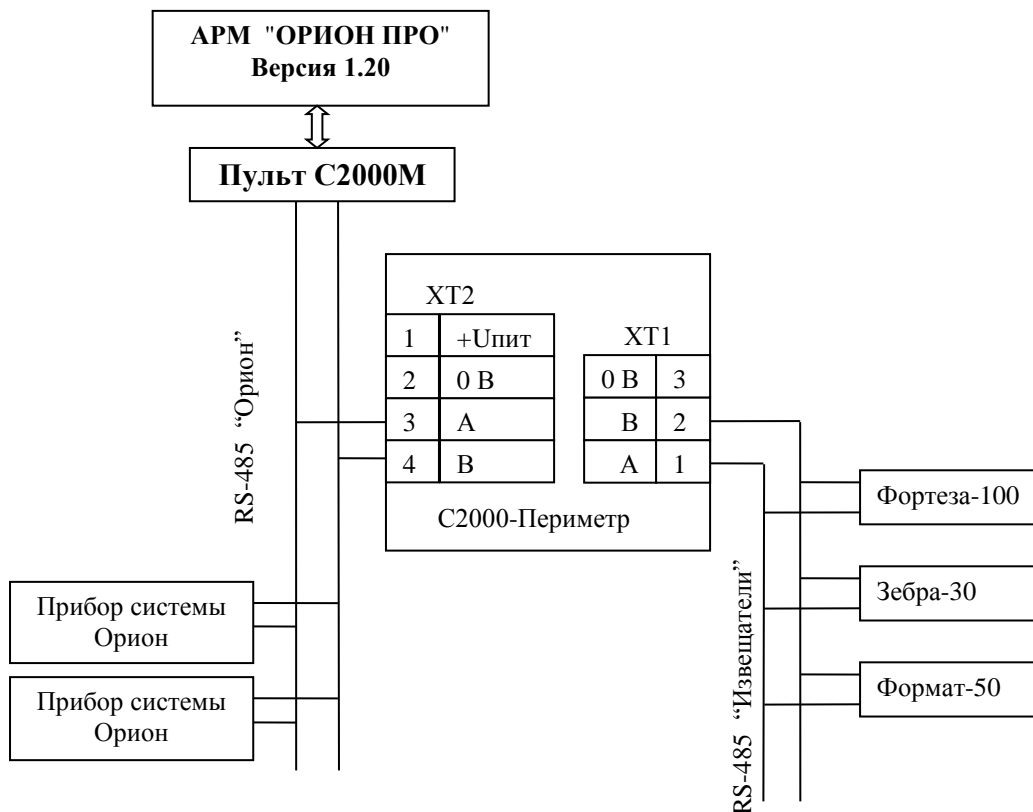 АРМ "ОРИОН ПРО"
Версия 1.20
Пульт С2000М
RS-485 “Орион”
ХТ2
1 +Uпит
2 0 В
3 А
4 В
ХТ1
0 В 3
В 2
А 1
С2000-Периметр
RS-485 “Извещатели”
Фортеза-100
Зебра-30
Формат-50
Прибор системы
Орион
Прибор системы
Орион